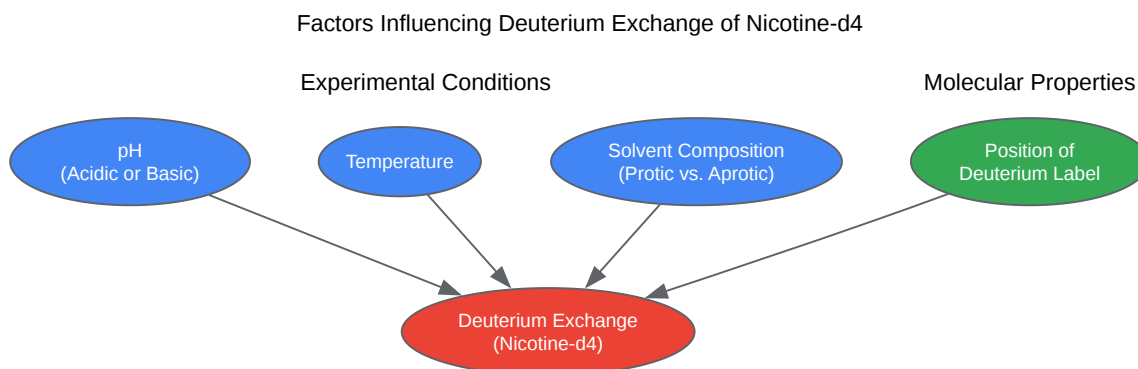 Factors Influencing Deuterium Exchange of Nicotine-d4
Experimental Conditions
Molecular Properties
pH
(Acidic or Basic)
Temperature
Solvent Composition
(Protic vs. Aprotic)
Position of
Deuterium Label
Deuterium Exchange
(Nicotine-d4)